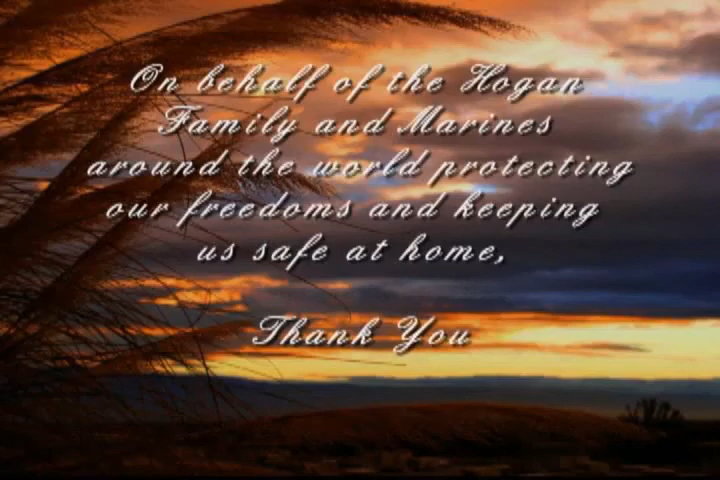 On behalf of the Hogan
Family and Marines
around the world protecting
our freedoms and keeping
us safe at home,
Thank You